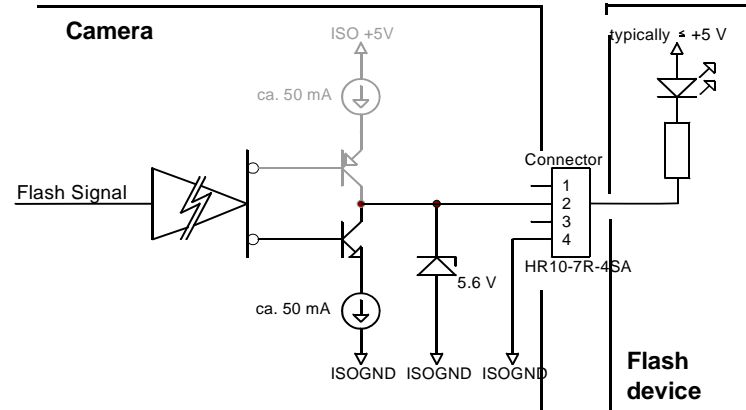 Camera
ISO +5V
typically ≤ +5 V
ca. 50 mA
Connector
Flash Signal
1
2
3
4
HR10-7R-4SA
5.6 V
ca. 50 mA
ISOGND
ISOGND
ISOGND
Flash
device